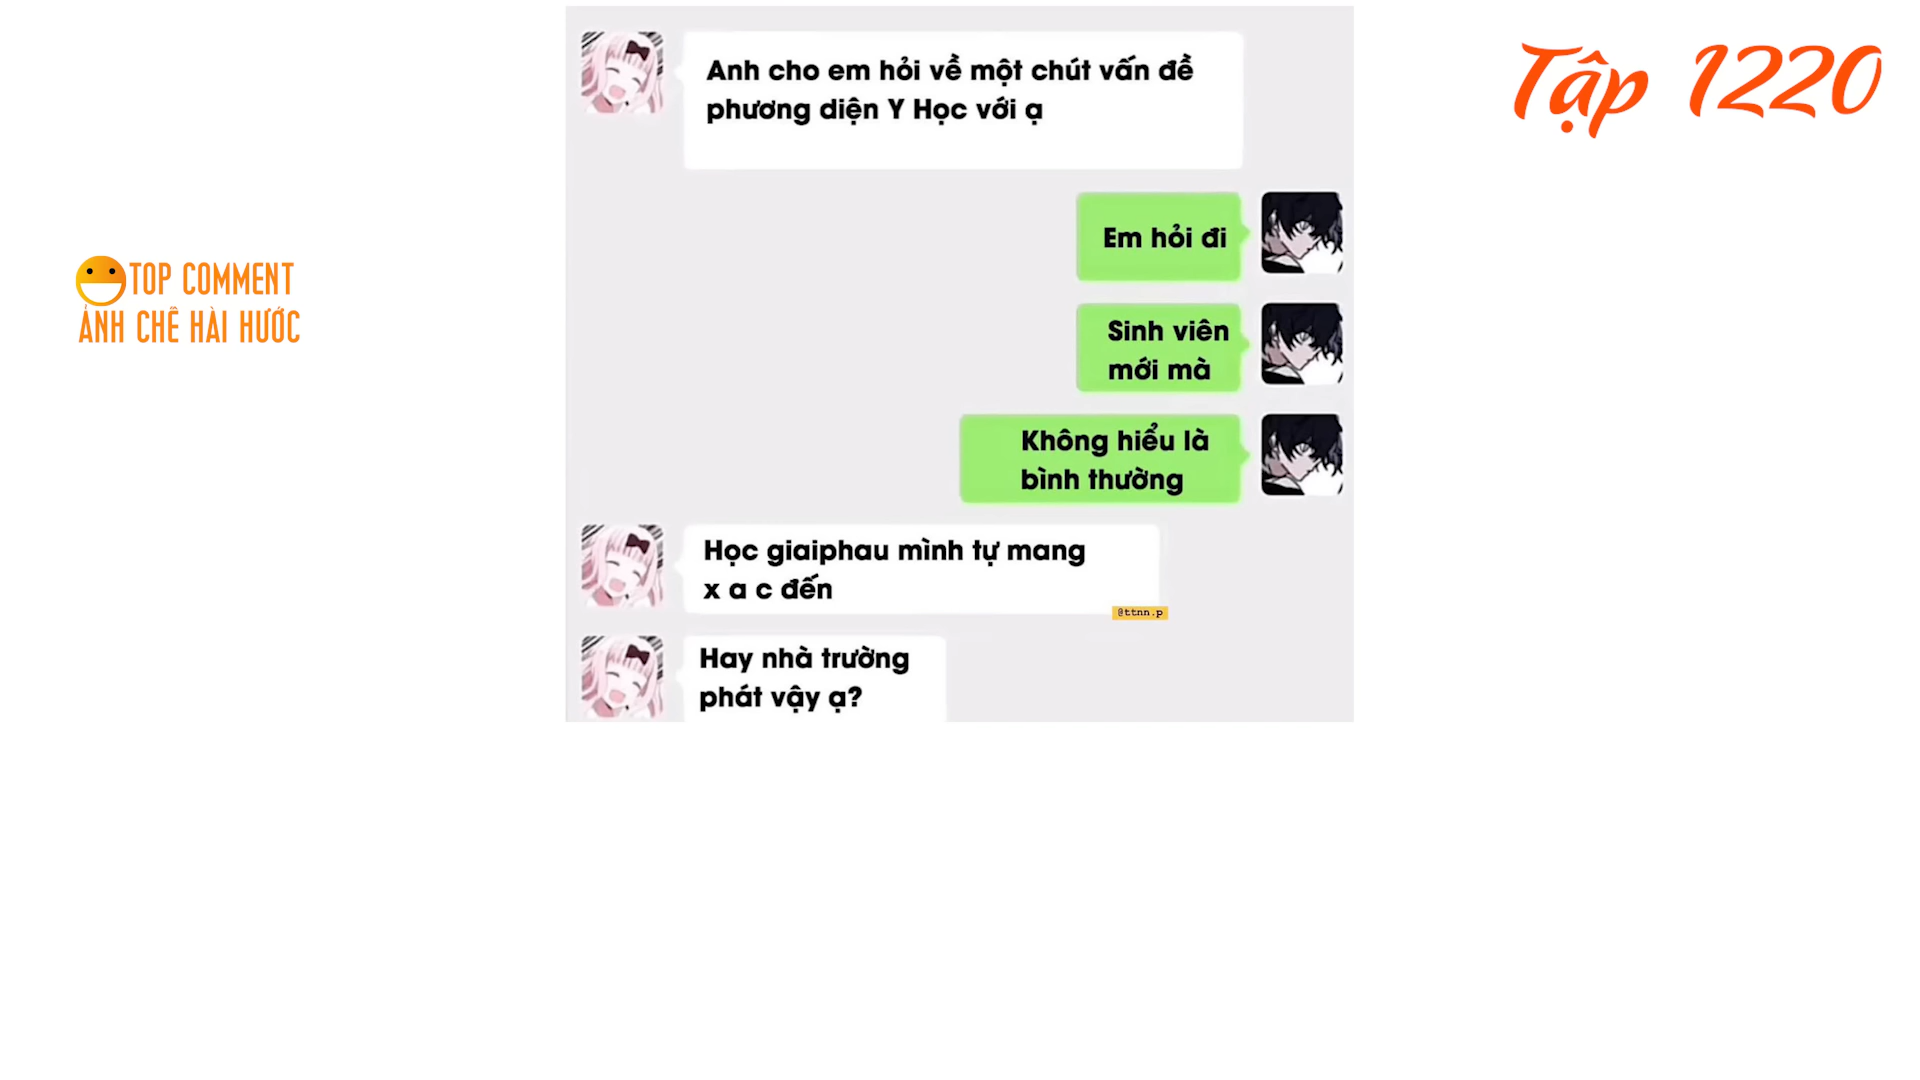 Anh cho em hỏi về một chút vấn đề
phương diện Y Học với ạ
Tập 1220
Em hỏi đi
TOP COMMENT
ẢNH CHẾ HÀI HƯỚC
Sinh viên
mới mà
Không hiểu là
bình thường
Học giaiphau mình tự mang
x a c đến
@ttnn.p
Hay nhà trường
phát vậy ạ?